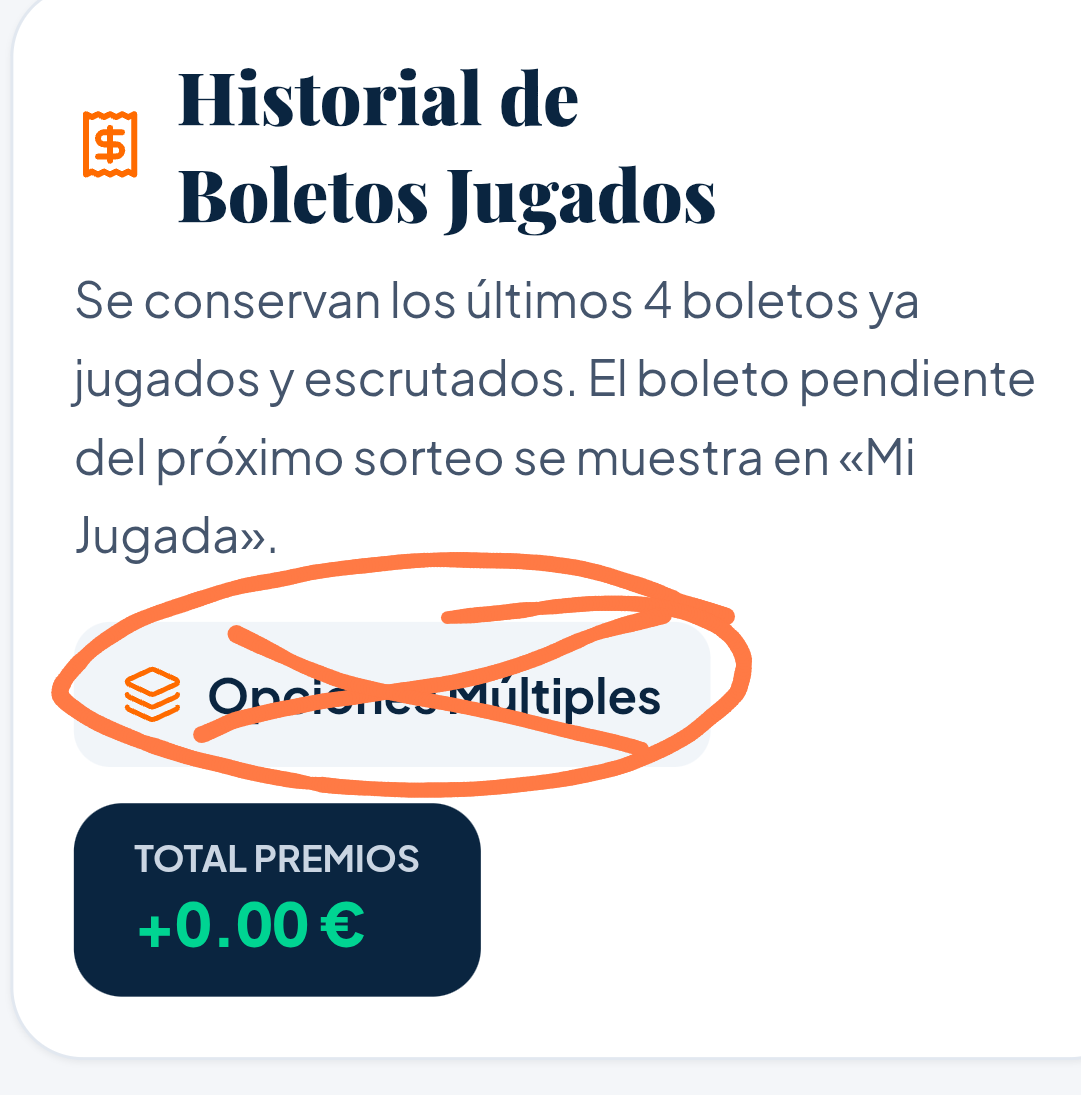 Historial de
Boletos Jugados
Se conservan los últimos 4 boletos ya
jugados y escrutados. El boleto pendiente
del próximo sorteo se muestra en «Mi
Jugada».
Opciones Múltiples
TOTAL PREMIOS
+0.00 €